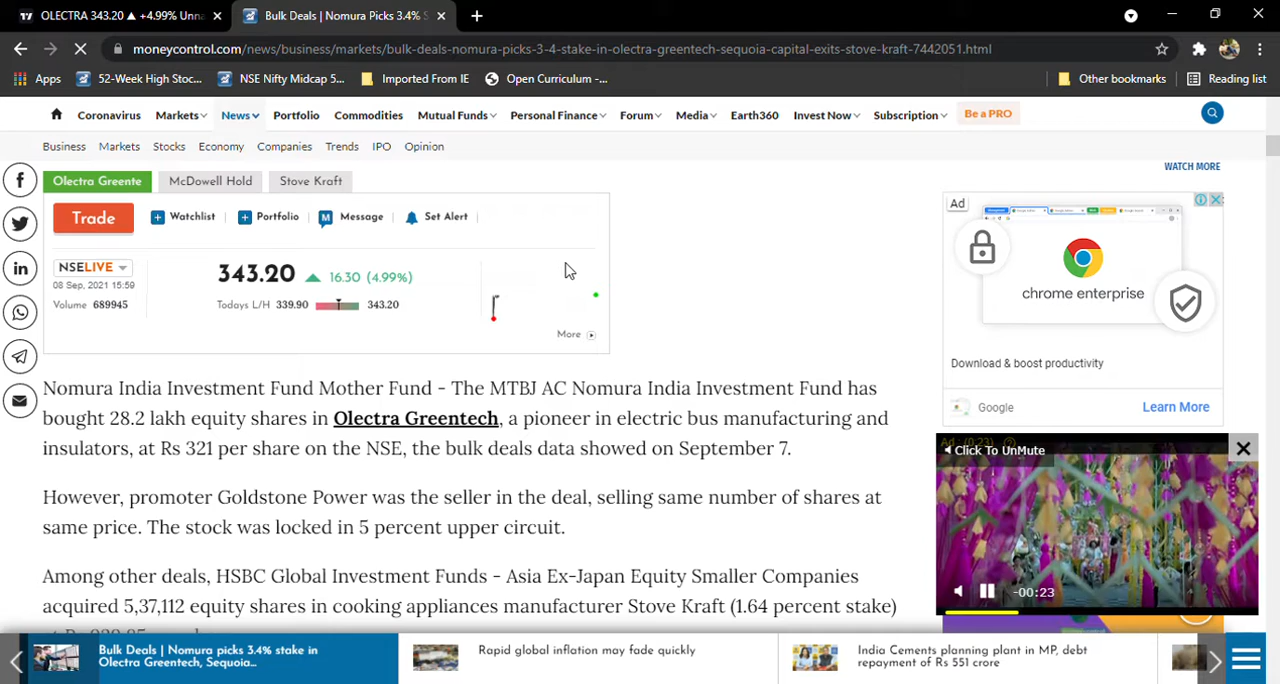 OLECTRA 343.20 ▲ +4.99% Unna
Bulk Deals | Nomura Picks 3.4% S
moneycontrol.com/news/business/markets/bulk-deals-nomura-picks-3-4-stake-in-olectra-greentech-sequoia-capital-exits-stove-kraft-7442051.html
Apps 52-Week High Stoc... NSE Nifty Midcap 5... Imported From IE Open Curriculum -... Other bookmarks Reading list
Coronavirus Markets News Portfolio Commodities Mutual Funds Personal Finance Forum Media Earth360 Invest Now Subscription Be a PRO
Business Markets Stocks Economy Companies Trends IPO Opinion
WATCH MORE
Olectra Greente McDowell Hold Stove Kraft
Trade Watchlist Portfolio Message Set Alert
NSELIVE
08 Sep, 2021 15:59
Volume 689945
343.20 16.30 (4.99%)
Todays L/H 339.90 343.20
More
Nomura India Investment Fund Mother Fund - The MTBJ AC Nomura India Investment Fund has
bought 28.2 lakh equity shares in Olectra Greentech, a pioneer in electric bus manufacturing and
insulators, at Rs 321 per share on the NSE, the bulk deals data showed on September 7.
However, promoter Goldstone Power was the seller in the deal, selling same number of shares at
same price. The stock was locked in 5 percent upper circuit.
Among other deals, HSBC Global Investment Funds - Asia Ex-Japan Equity Smaller Companies
acquired 5,37,112 equity shares in cooking appliances manufacturer Stove Kraft (1.64 percent stake)
Ad
chrome enterprise
Download & boost productivity
Google Learn More
Ad : (0:23)
Click To UnMute
-00:23
Bulk Deals | Nomura picks 3.4% stake in
Olectra Greentech, Sequoia...
Rapid global inflation may fade quickly
India Cements planning plant in MP, debt
repayment of Rs 551 crore